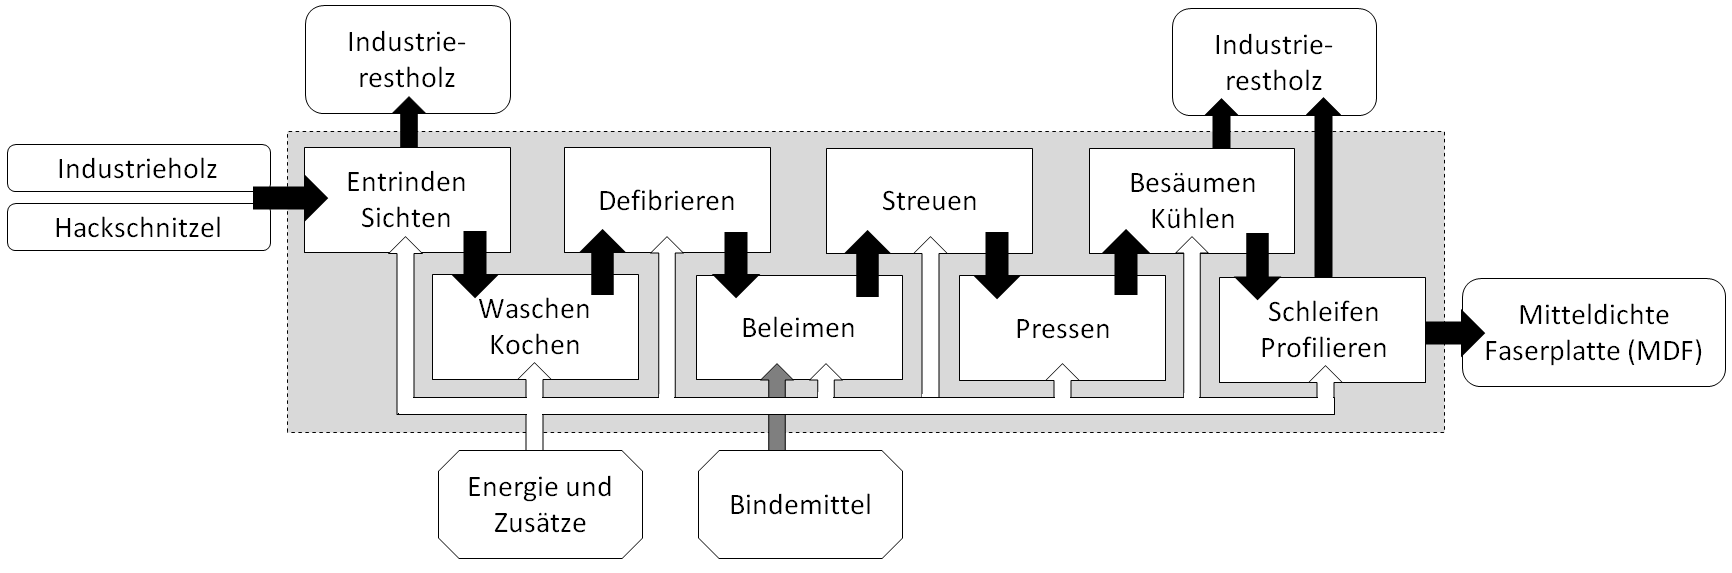 Industrie-
restholz
Industrie-
restholz
Industrieholz
Hackschnitzel
Entrinden
Sichten
Defibrieren
Streuen
Besäumen
Kühlen
Waschen
Kochen
Beleimen
Pressen
Schleifen
Profilieren
Mitteldichte
Faserplatte (MDF)
Energie und
Zusätze
Bindemittel